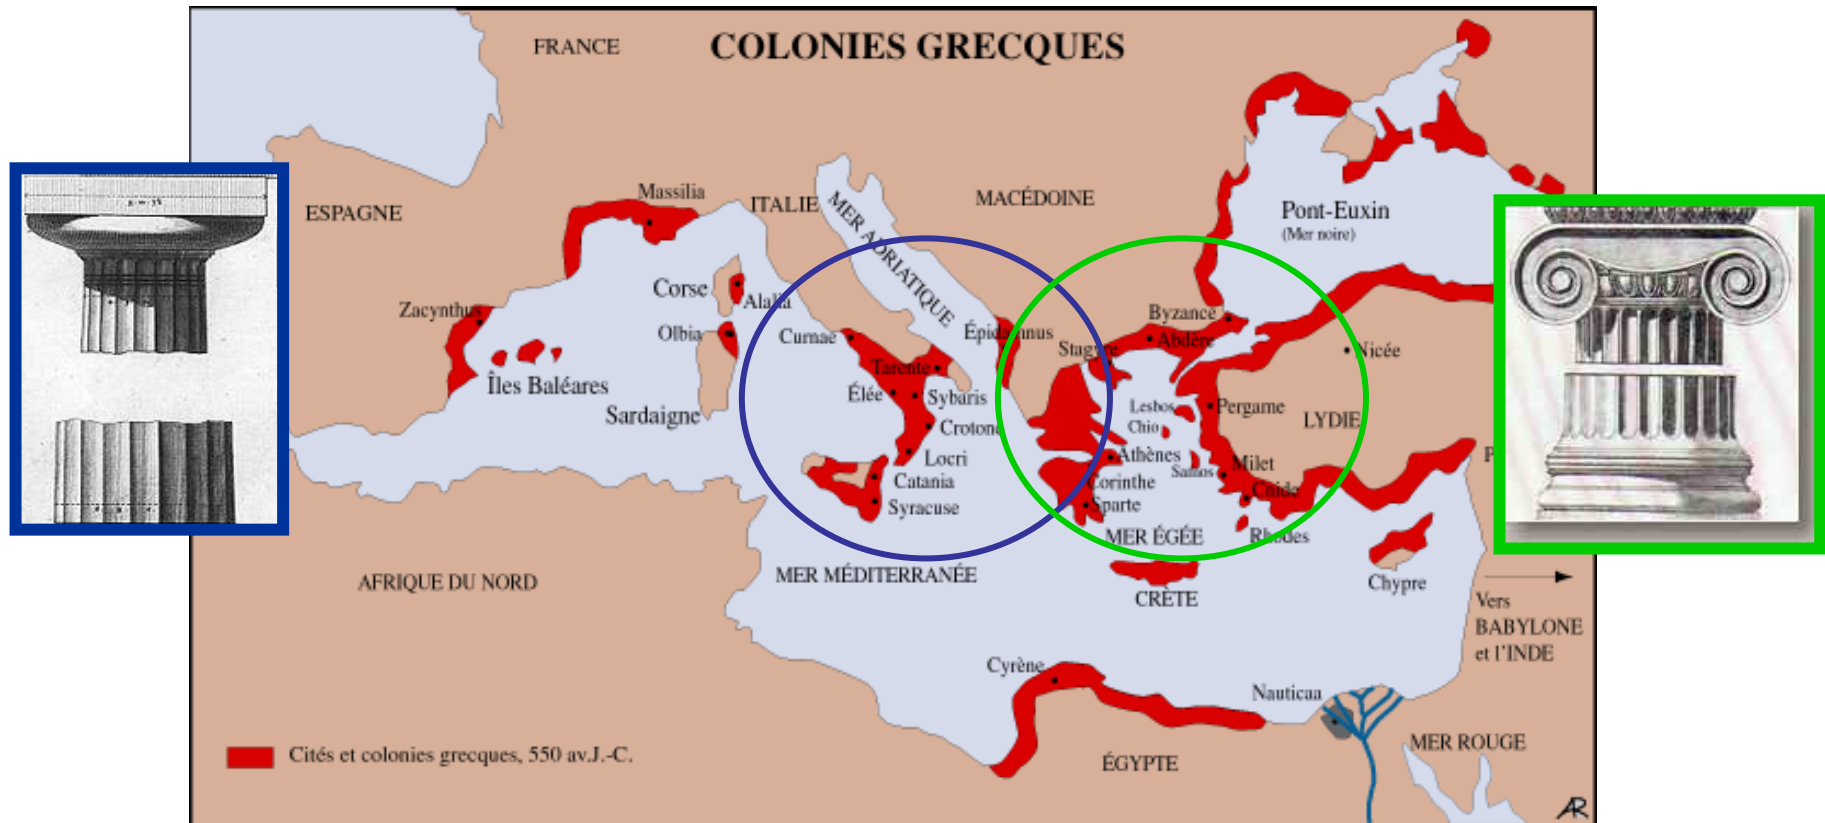 COLONIES GRECQUES
FRANCE
ESPAGNE
Massilia
ITALIE
MER ADRIATIQUE
MACÉDOINE
Pont-Euxin
(Mer noire)
Corse
Alalia
Zacynthus
Olbia
Curnae
Épidamnus
Byzance
Stagyre
Abdère
Nicée
Îles Baléares
Sardaigne
Tarente
Élée
Sybaris
Crotone
Locri
Catania
Syracuse
Lesbos
Chio
Pergame
LYDIE
Athènes
Samos
Milet
Corinthe
Cnide
Sparte
MER ÉGÉE
Rhodes
P
AFRIQUE DU NORD
MER MÉDITERRANÉE
CRÈTE
Chypre
Vers
BABYLONE
et l'INDE
Cyrène
Nauticaa
MER ROUGE
ÉGYPTE
Cités et colonies grecques, 550 av.J.-C.
AR